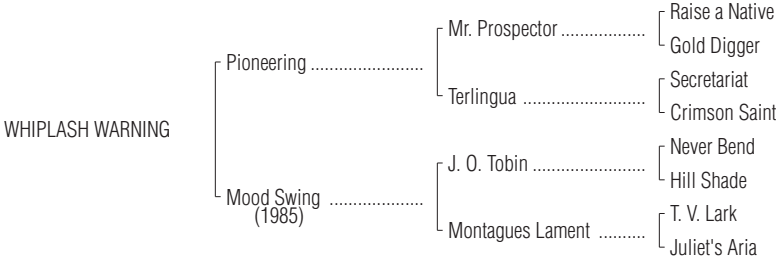 Raise a Native
Mr. Prospector ..................
Gold Digger
Pioneering ........................
Secretariat
Terlingua ..........................
Crimson Saint
WHIPLASH WARNING
Never Bend
J. O. Tobin ........................
Hill Shade
Mood Swing ....................
(1985)
T. V. Lark
Montagues Lament ..........
Juliet's Aria